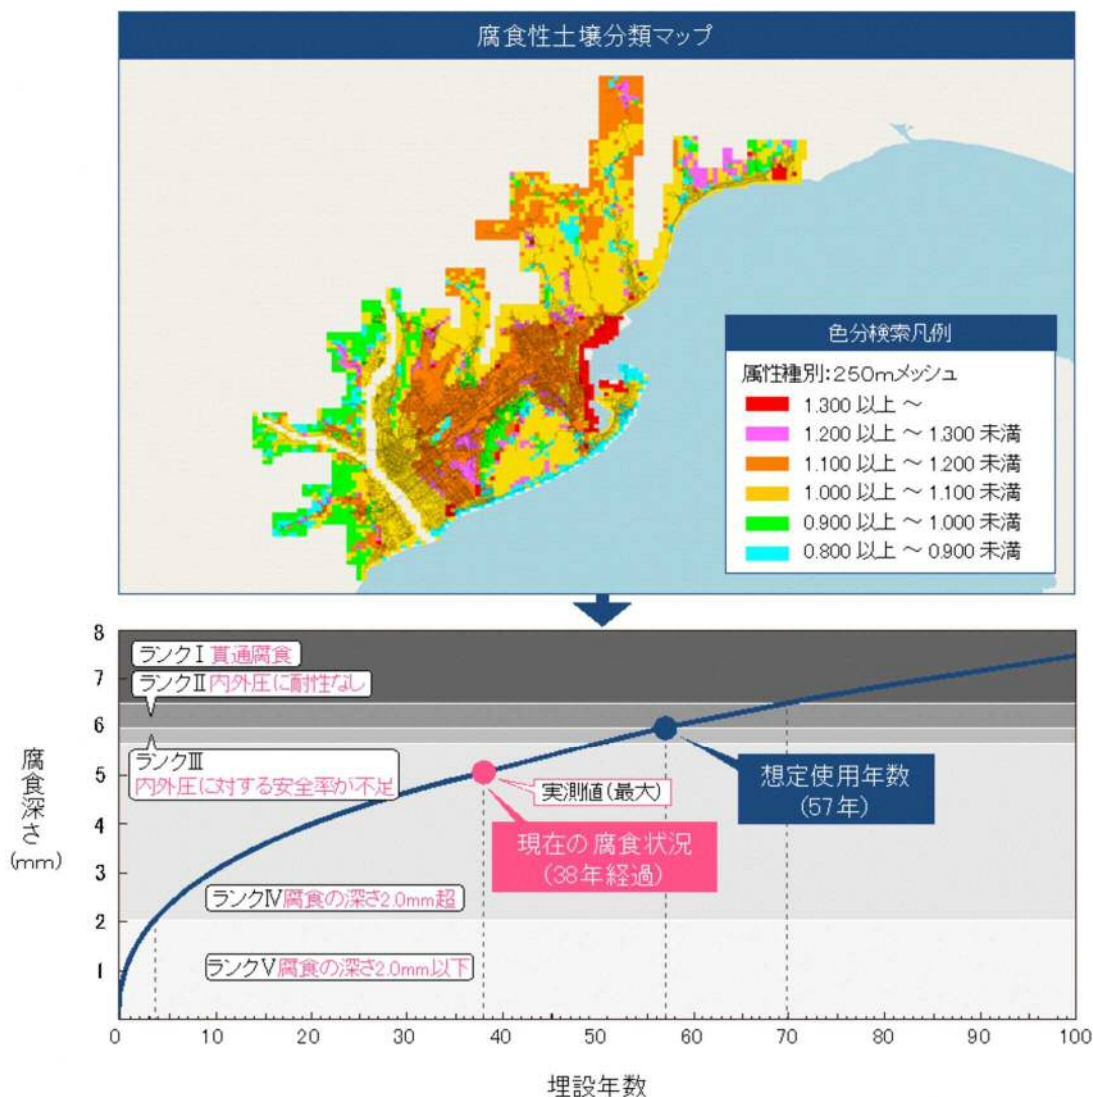 腐食性土壌分類マップ
色分検索凡例
属性種別:250mメッシュ
1.300 以上 ～
1.200 以上 ～ 1.300 未満
1.100 以上 ～ 1.200 未満
1.000 以上 ～ 1.100 未満
0.900 以上 ～ 1.000 未満
0.800 以上 ～ 0.900 未満
8
7
6
5
4
3
2
1
腐食深さ
(mm)
ランクⅠ 貫通腐食
ランクⅡ 内外圧に耐性なし
ランクⅢ
内外圧に対する安全率が不足
実測値(最大)
現在の腐食状況
(38年経過)
想定使用年数
(57年)
ランクⅣ 腐食の深さ2.0mm超
ランクⅤ 腐食の深さ2.0mm以下
0 10 20 30 40 50 60 70 80 90 100
埋設年数